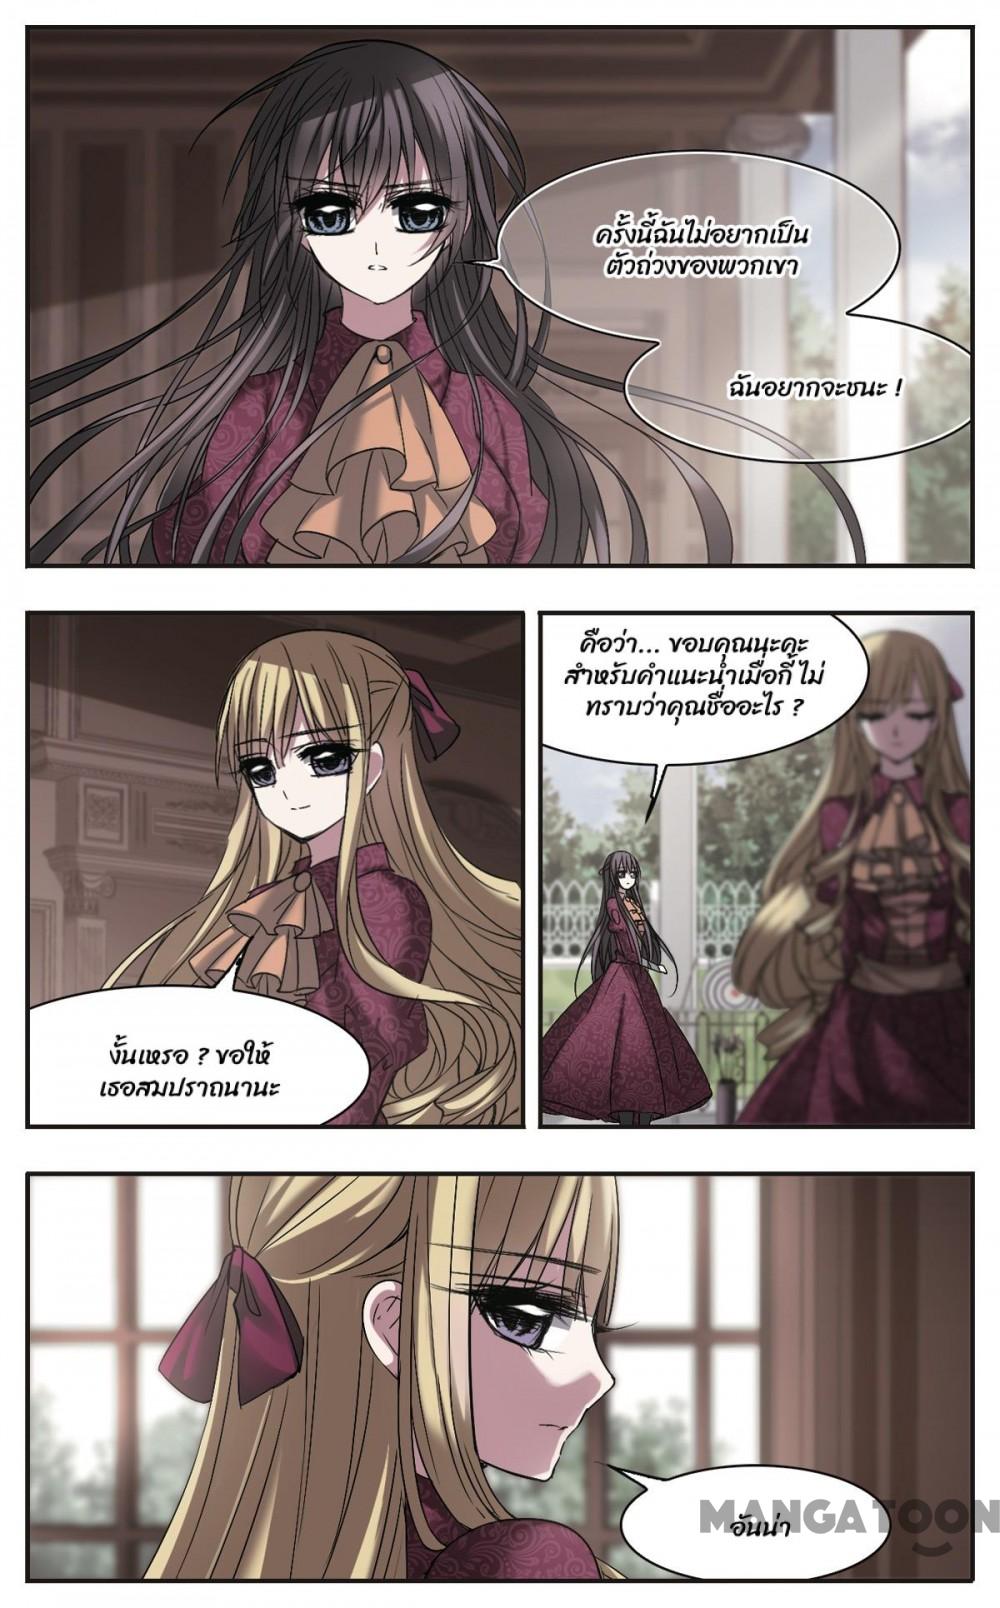 ครั้งนี้ฉันไม่อยากเป็น
ตัวถ่วงของพวกเขา
ฉันอยากจะชนะ !
งั้นเหรอ ? ขอให้
เธอสมปราถนานะ
คือว่า... ขอบคุณนะคะ
สำหรับคำแนะนำเมื่อกี้ ไม่
ทราบว่าคุณชื่ออะไร ?
อันน่า
MANGATOON